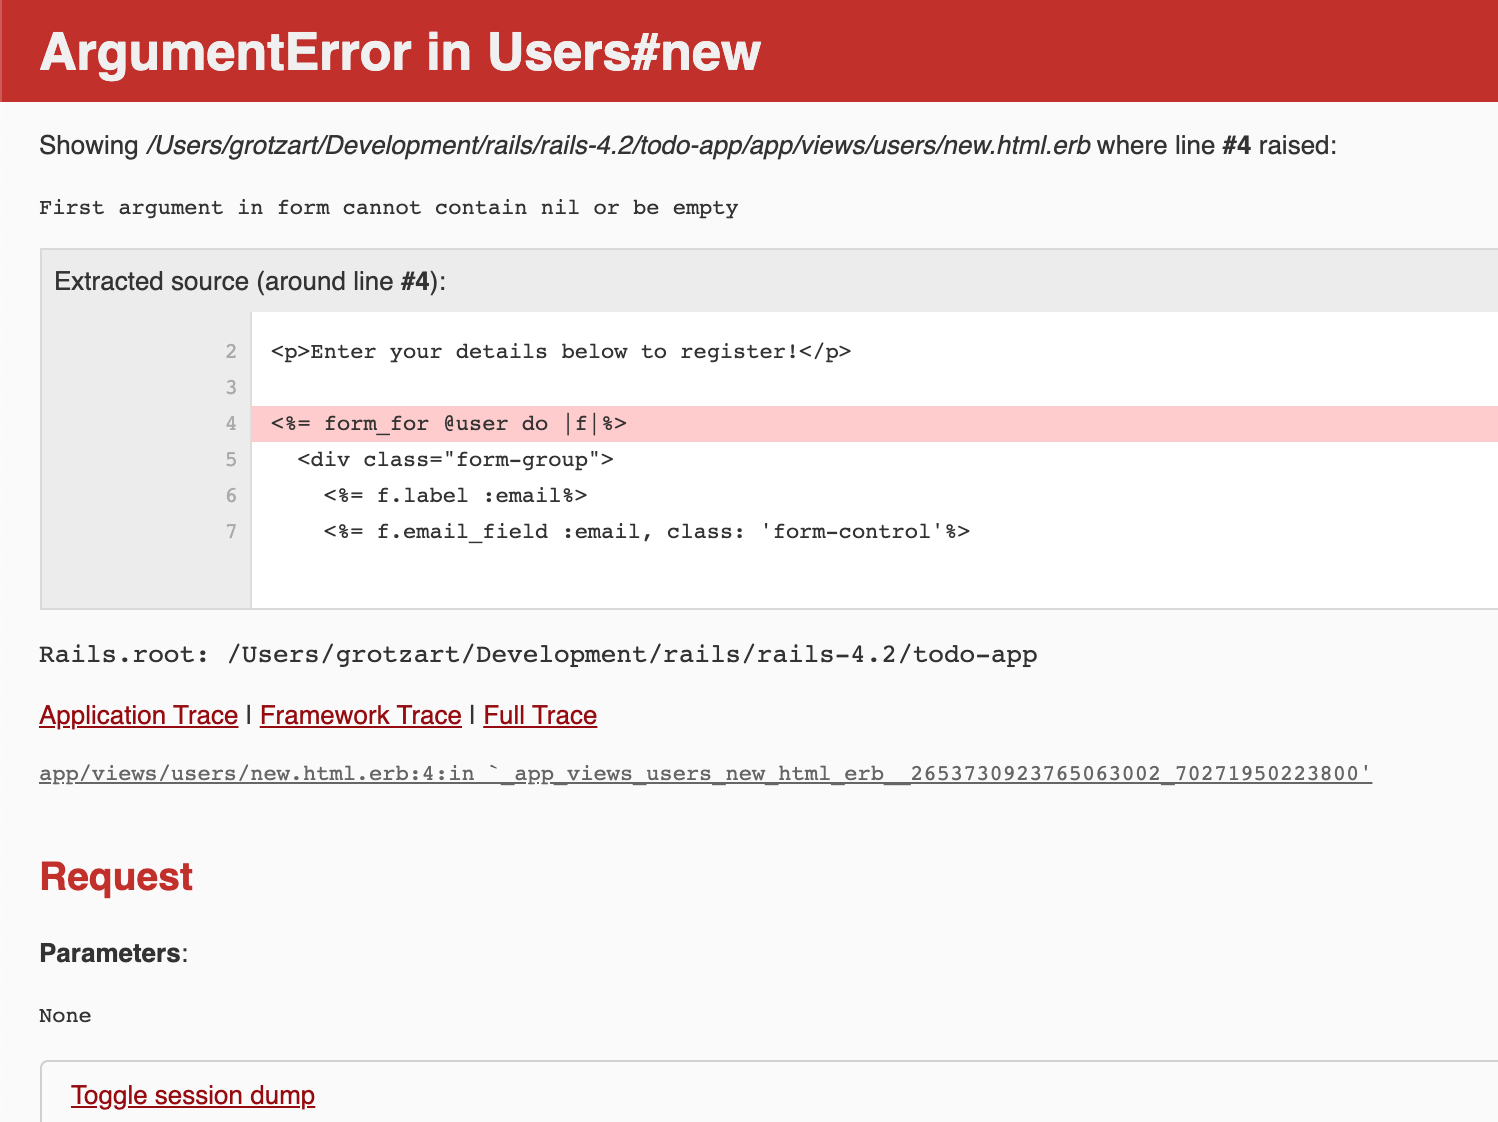 ArgumentError in Users#new
Showing /Users/grotzart/Development/rails/rails-4.2/todo-app/app/views/users/new.html.erb where line #4 raised:
First argument in form cannot contain nil or be empty
Extracted source (around line #4):
2 <p>Enter your details below to register!</p>
3
4 <%= form_for @user do |f|%>
5 <div class="form-group">
6 <%= f.label :email%>
7 <%= f.email_field :email, class: 'form-control'%>
Rails.root: /Users/grotzart/Development/rails/rails-4.2/todo-app
Application Trace | Framework Trace | Full Trace
app/views/users/new.html.erb:4:in `_app_views_users_new_html_erb__2653730923765063002_70271950223800'
Request
Parameters:
None
Toggle session dump